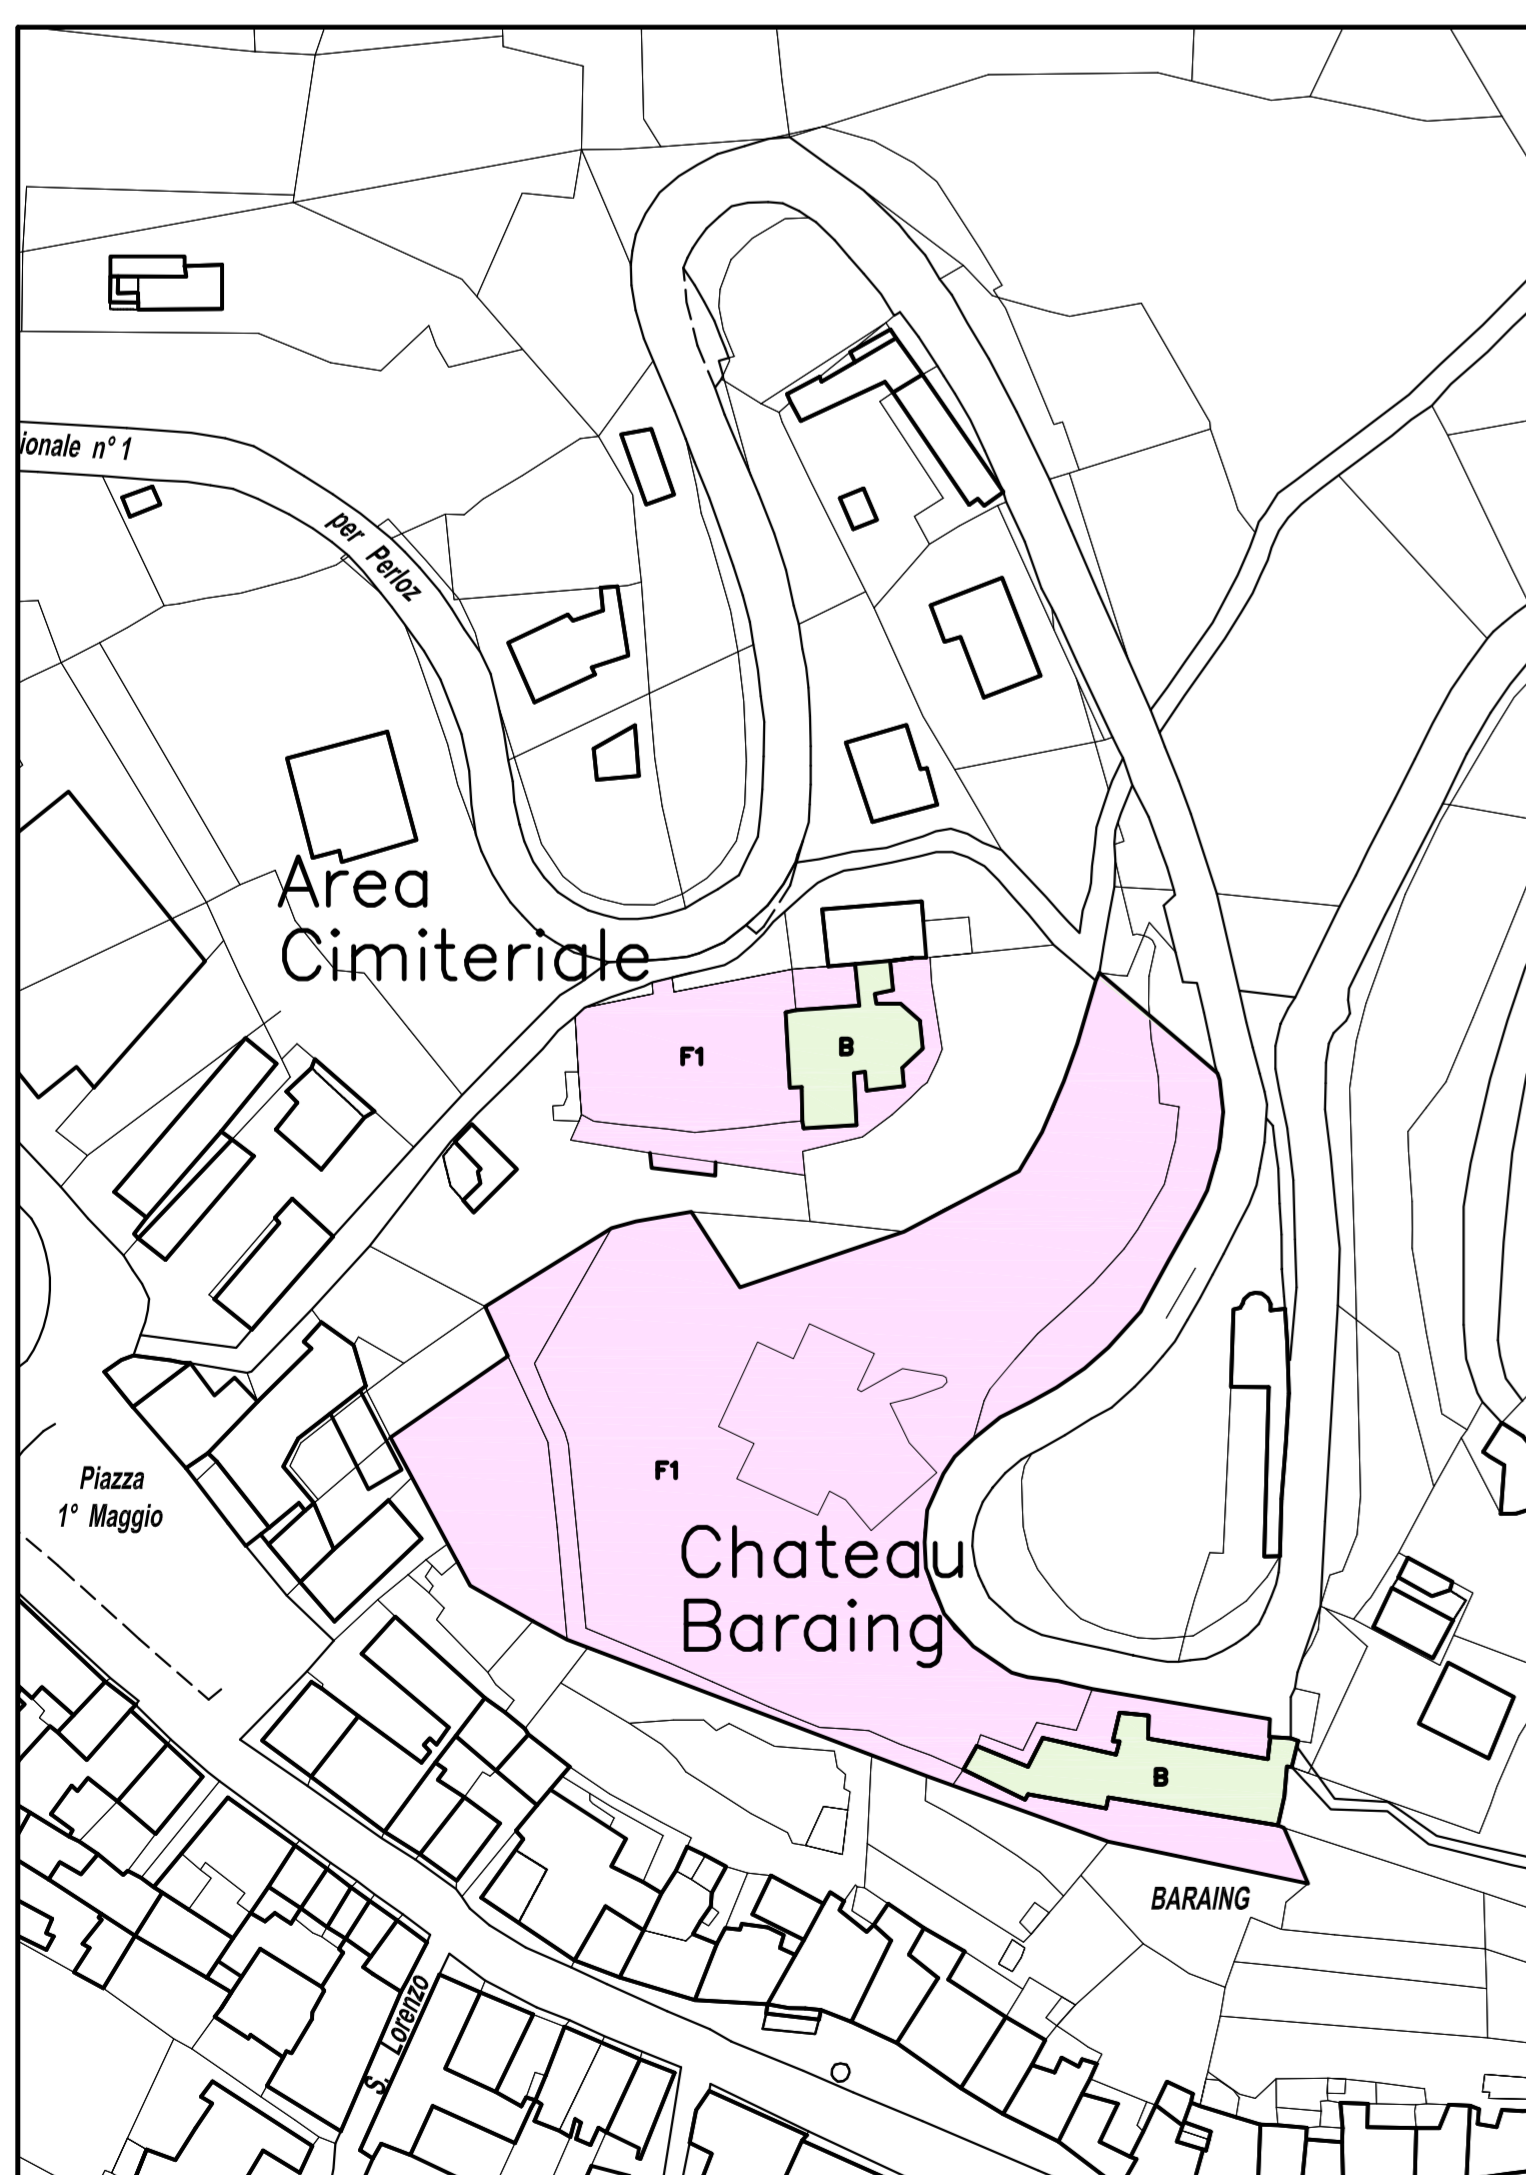 ionale n° 1
per Perloz
Area
Cimiteriale
F1
B
Piazza
1° Maggio
F1
Chateau
Baraing
B
BARAING
S. Lorenzo